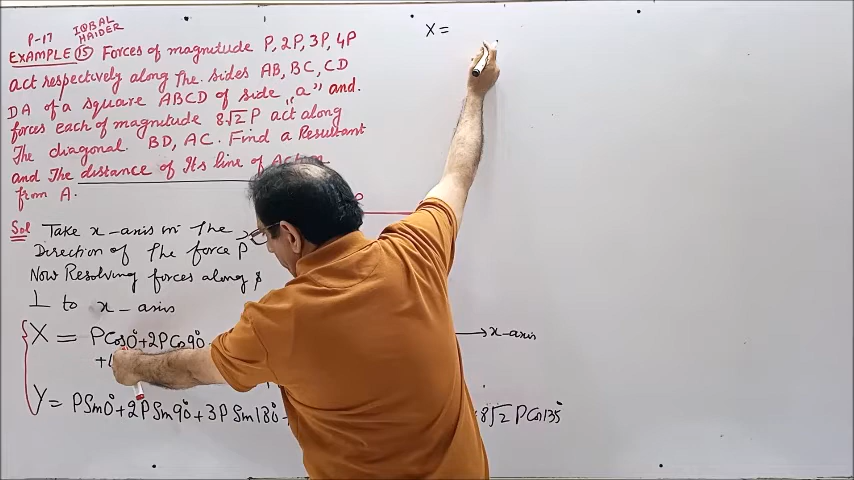 P-17 IQBAL HAIDER
EXAMPLE 15 Forces of magnitude P, 2P, 3P, 4P
act respectively along the sides AB, BC, CD
DA of a square ABCD of side "a" and
forces each of magnitude 8√2 P act along
The diagonal BD, AC. Find a Resultant
and The distance of Its line of Action
from A.
Sol Take x-axis in the
Direction of the force P
Now Resolving forces along &
⊥ to x-axis
X = PCos0°+2PCos90°
Y = PSin0°+2PSin90°+3PSin180°+ 8√2 PCos135°
x-axis
X =